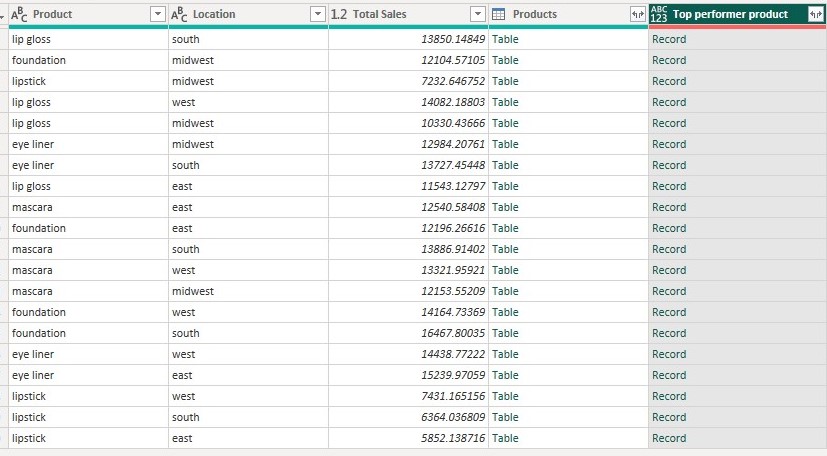 ABC Product ABC Location 1.2 Total Sales Products ABC 123 Top performer product
lip gloss south 13850.14849 Table Record
foundation midwest 12104.57105 Table Record
lipstick midwest 7232.646752 Table Record
lip gloss west 14082.18803 Table Record
lip gloss midwest 10330.43666 Table Record
eye liner midwest 12984.20761 Table Record
eye liner south 13727.45448 Table Record
lip gloss east 11543.12797 Table Record
mascara east 12540.58408 Table Record
foundation east 12196.26616 Table Record
mascara south 13886.91402 Table Record
mascara west 13321.95921 Table Record
mascara midwest 12153.55209 Table Record
foundation west 14164.73369 Table Record
foundation south 16467.80035 Table Record
eye liner west 14438.77222 Table Record
eye liner east 15239.97059 Table Record
lipstick west 7431.165156 Table Record
lipstick south 6364.036809 Table Record
lipstick east 5852.138716 Table Record